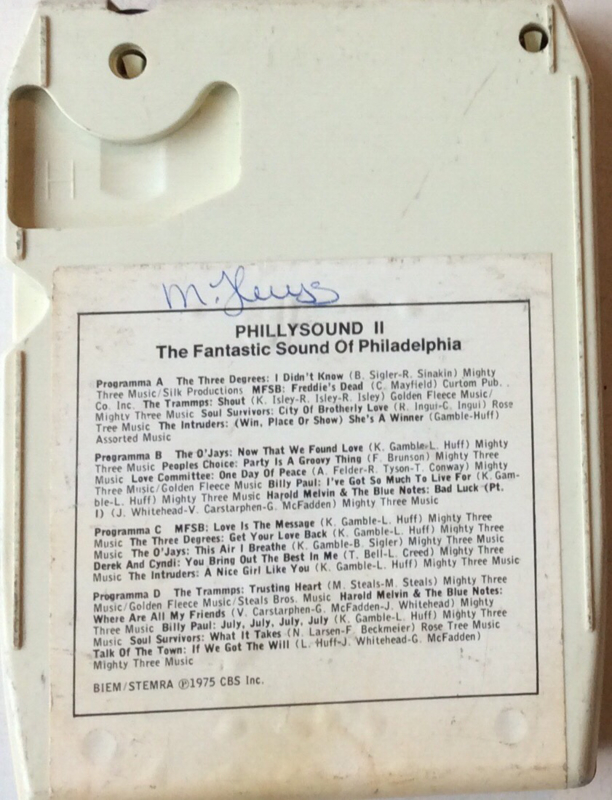 H
M.
PHILLYSOUND II
The Fantastic Sound Of Philadelphia
Programma A The Three Degrees: I Didn't Know (B. Sigler-R. Sinakin) Mighty
Three Music/Silk Productions MFSB: Freddie's Dead (C. Mayfield) Curtom Pub.
Co. Inc. The Trammps: Shout (K. Isley-R. Isley-R. Isley) Golden Fleece Music/
Mighty Three Music Soul Survivors: City Of Brotherly Love (R. Ingui-C. Ingui) Rose
Tree Music The Intruders: (Win, Place Or Show) She's A Winner (Gamble-Huff)
Assorted Music
Programma B The O'Jays: Now That We Found Love (K. Gamble-L. Huff) Mighty
Three Music Peoples Choice: Party Is A Groovy Thing (F. Brunson) Mighty Three
Music Love Committee: One Day Of Peace (A. Felder-R. Tyson-T. Conway) Mighty
Three Music/Golden Fleece Music Billy Paul: I've Got So Much To Live For (K. Gam-
ble-L. Huff) Mighty Three Music Harold Melvin & The Blue Notes: Bad Luck (Pt.
I) (J. Whitehead-V. Carstarphen-G. McFadden) Mighty Three Music
Programma C MFSB: Love Is The Message (K. Gamble-L. Huff) Mighty Three
Music The Three Degrees: Get Your Love Back (K. Gamble-L. Huff) Mighty Three
Music The O'Jays: This Air I Breathe (K. Gamble-B. Sigler) Mighty Three Music
Derek And Cyndi: You Bring Out The Best In Me (T. Bell-L. Creed) Mighty Three
Music The Intruders: A Nice Girl Like You (K. Gamble-L. Huff) Mighty Three Music
Programma D The Trammps: Trusting Heart (M. Steals-M. Steals) Mighty Three
Music/Golden Fleece Music/Steals Bros. Music Harold Melvin & The Blue Notes:
Where Are All My Friends (V. Carstarphen-G. McFadden-J. Whitehead) Mighty
Three Music Billy Paul: July, July, July, July (K. Gamble-L. Huff) Mighty Three
Music Soul Survivors: What It Takes (N. Larsen-F. Beckmeier) Rose Tree Music
Talk Of The Town: If We Got The Will (L. Huff-J. Whitehead-G. McFadden)
Mighty Three Music
BIEM/STEMRA ℗1975 CBS Inc.